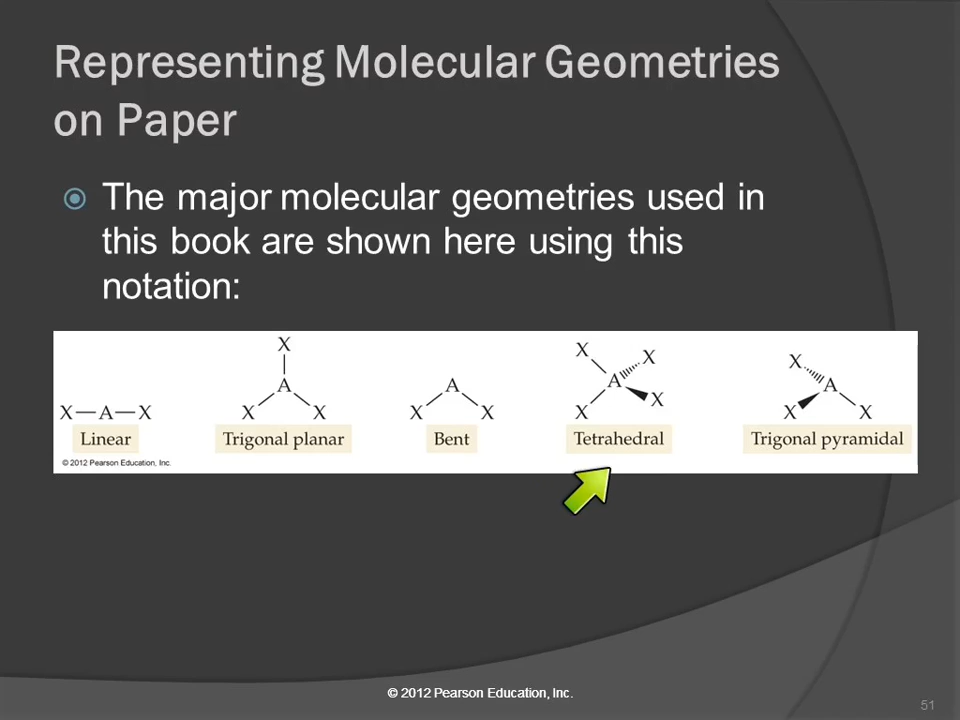 Representing Molecular Geometries
on Paper
The major molecular geometries used in
this book are shown here using this
notation:
X
X X
X X
A A A A
X—A—X X X X X X X X X
Linear Trigonal planar Bent Tetrahedral Trigonal pyramidal
© 2012 Pearson Education, Inc.
© 2012 Pearson Education, Inc.
51